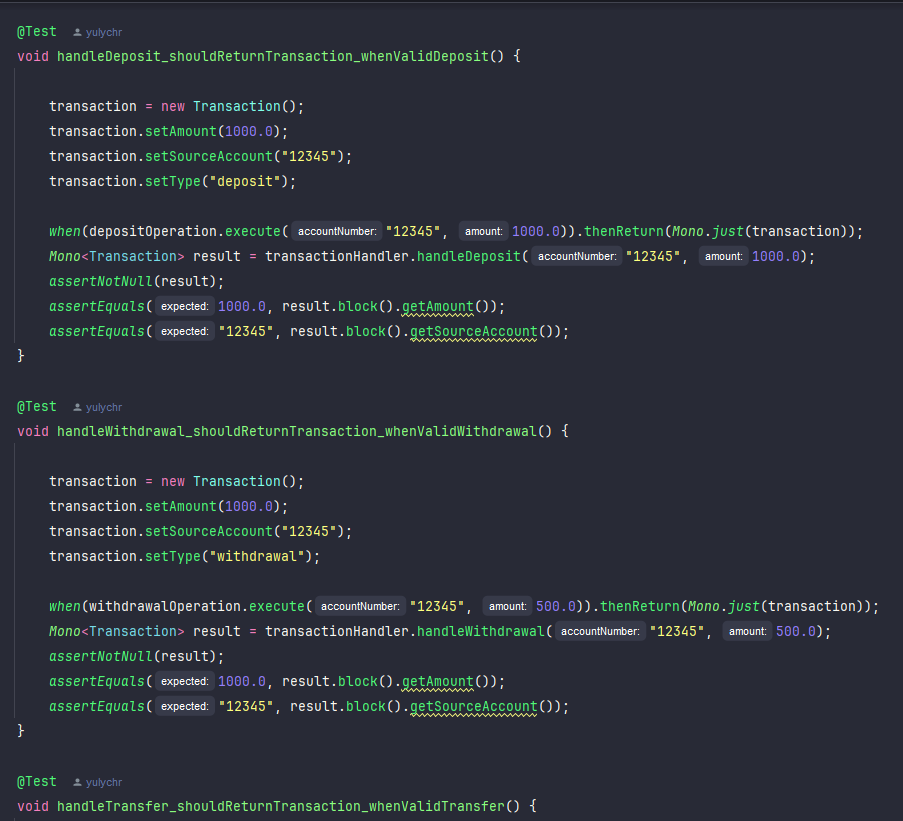 @Test yulychr
void handleDeposit_shouldReturnTransaction_whenValidDeposit() {
transaction = new Transaction();
transaction.setAmount(1000.0);
transaction.setSourceAccount("12345");
transaction.setType("deposit");
when(depositOperation.execute( accountNumber: "12345", amount: 1000.0)).thenReturn(Mono.just(transaction));
Mono<Transaction> result = transactionHandler.handleDeposit( accountNumber: "12345", amount: 1000.0);
assertNotNull(result);
assertEquals( expected: 1000.0, result.block().getAmount());
assertEquals( expected: "12345", result.block().getSourceAccount());
}
@Test yulychr
void handleWithdrawal_shouldReturnTransaction_whenValidWithdrawal() {
transaction = new Transaction();
transaction.setAmount(1000.0);
transaction.setSourceAccount("12345");
transaction.setType("withdrawal");
when(withdrawalOperation.execute( accountNumber: "12345", amount: 500.0)).thenReturn(Mono.just(transaction));
Mono<Transaction> result = transactionHandler.handleWithdrawal( accountNumber: "12345", amount: 500.0);
assertNotNull(result);
assertEquals( expected: 1000.0, result.block().getAmount());
assertEquals( expected: "12345", result.block().getSourceAccount());
}
@Test yulychr
void handleTransfer_shouldReturnTransaction_whenValidTransfer() {